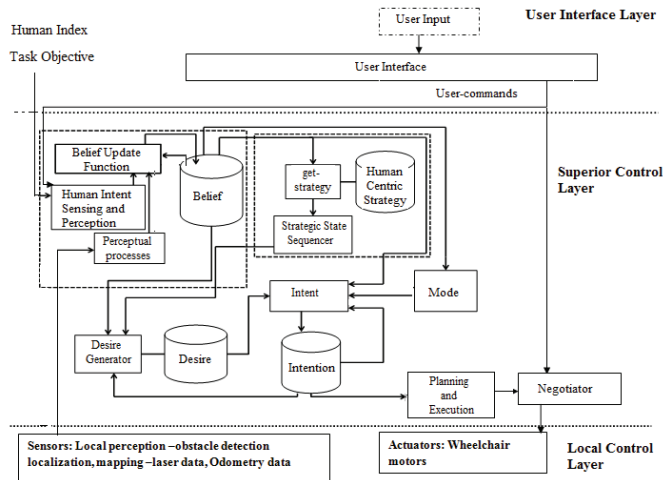 User Input
User Interface Layer
Human Index
Task Objective
User Interface
User-commands
Belief Update
Function
Human Intent
Sensing and
Perception
Perceptual
processes
Belief
get-
strategy
Human
Centric
Strategy
Strategic State
Sequencer
Superior Control
Layer
Intent
Mode
Desire
Generator
Desire
Intention
Planning
and
Execution
Negotiator
Sensors: Local perception –obstacle detection
localization, mapping –laser data, Odometry data
Actuators: Wheelchair
motors
Local Control
Layer